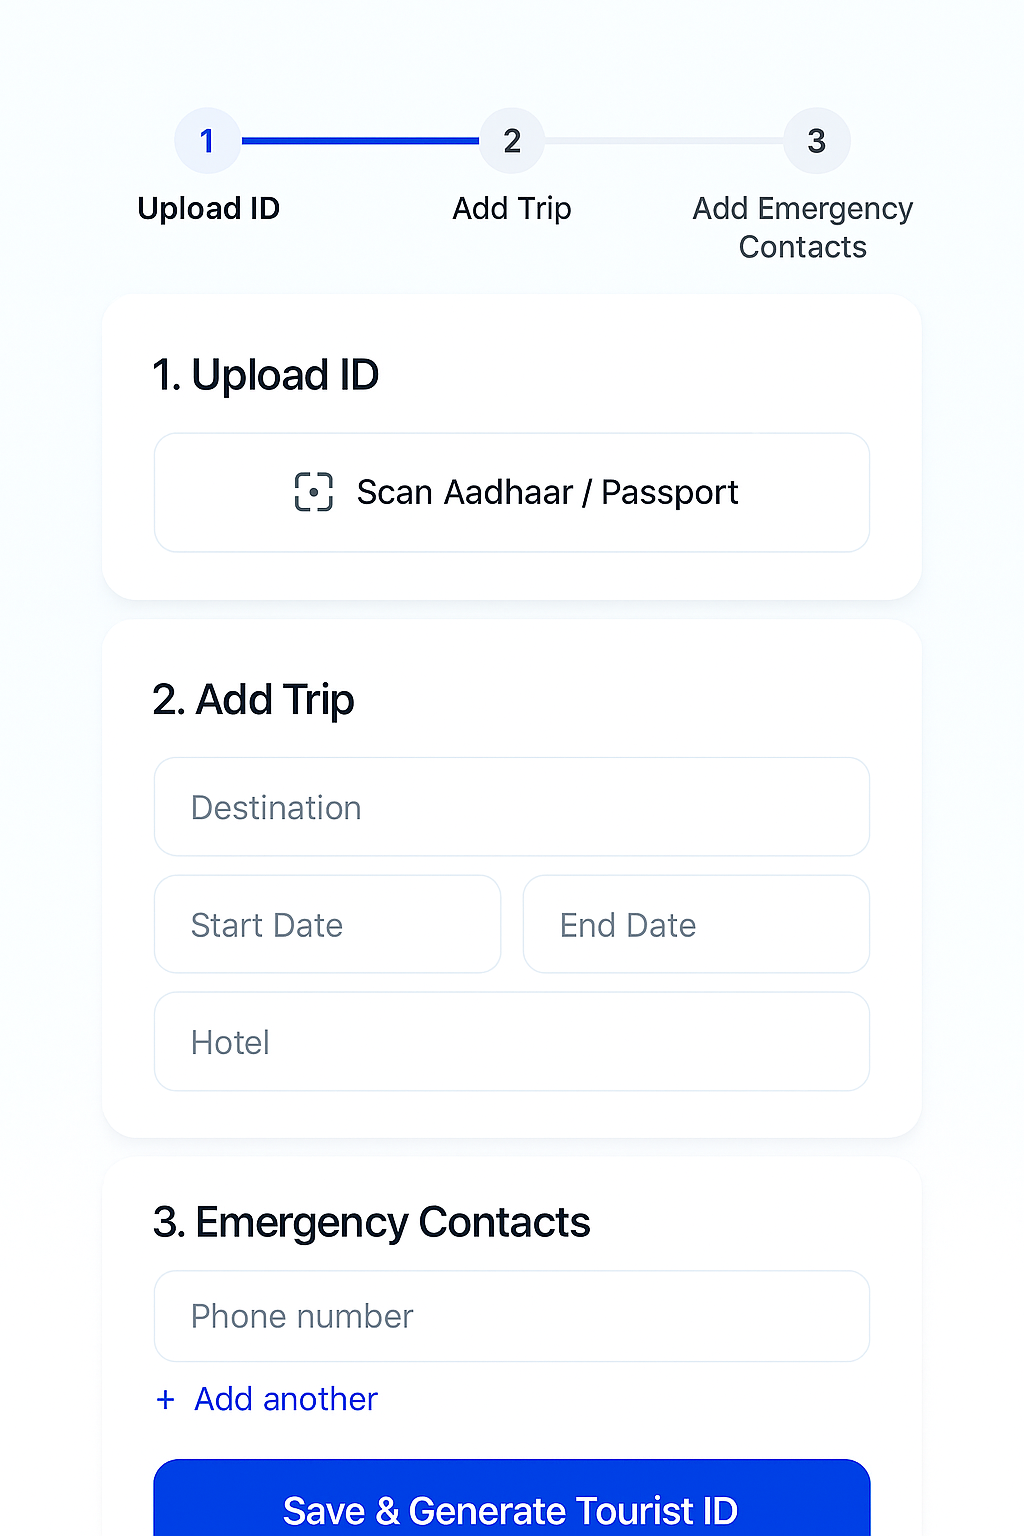 1
2
3
Upload ID
Add Trip
Add Emergency
Contacts
1. Upload ID
Scan Aadhaar / Passport
2. Add Trip
Destination
Start Date
End Date
Hotel
3. Emergency Contacts
Phone number
+ Add another
Save & Generate Tourist ID